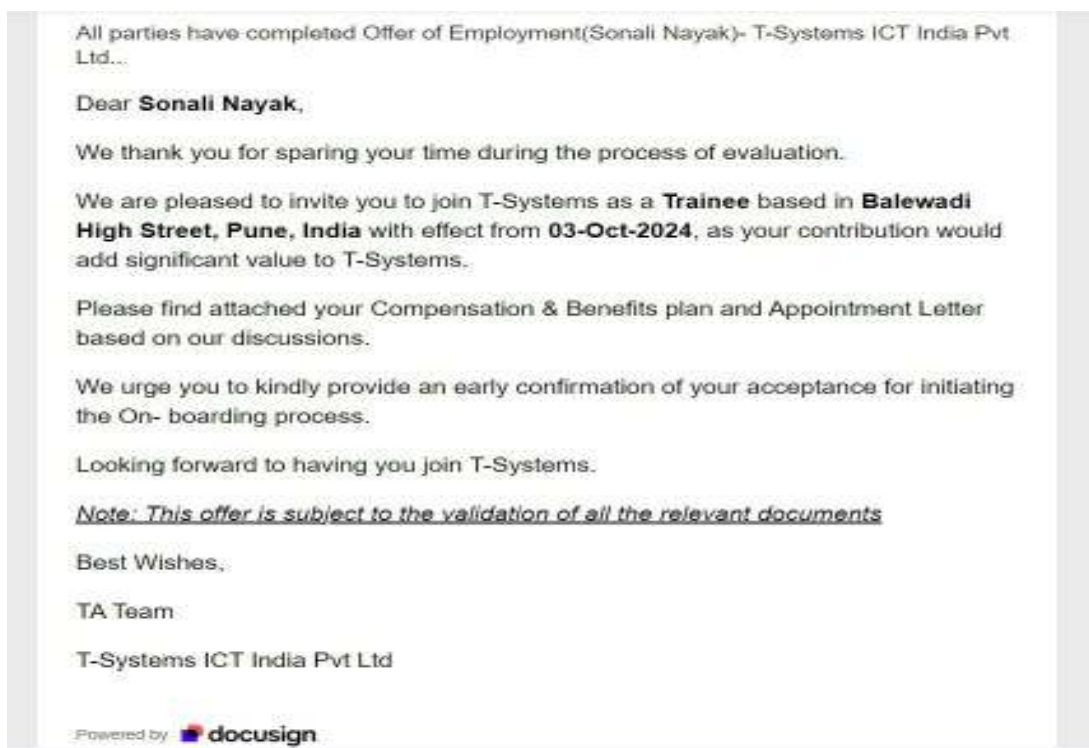 All parties have completed Offer of Employment(Sonali Nayak)- T-Systems ICT India Pvt
Ltd...
Dear Sonali Nayak,
We thank you for sparing your time during the process of evaluation.
We are pleased to invite you to join T-Systems as a Trainee based in Balewadi
High Street, Pune, India with effect from 03-Oct-2024, as your contribution would
add significant value to T-Systems.
Please find attached your Compensation & Benefits plan and Appointment Letter
based on our discussions.
We urge you to kindly provide an early confirmation of your acceptance for initiating
the On- boarding process.
Looking forward to having you join T-Systems.
Note: This offer is subject to the validation of all the relevant documents
Best Wishes,
TA Team
T-Systems ICT India Pvt Ltd
Powered by docusign